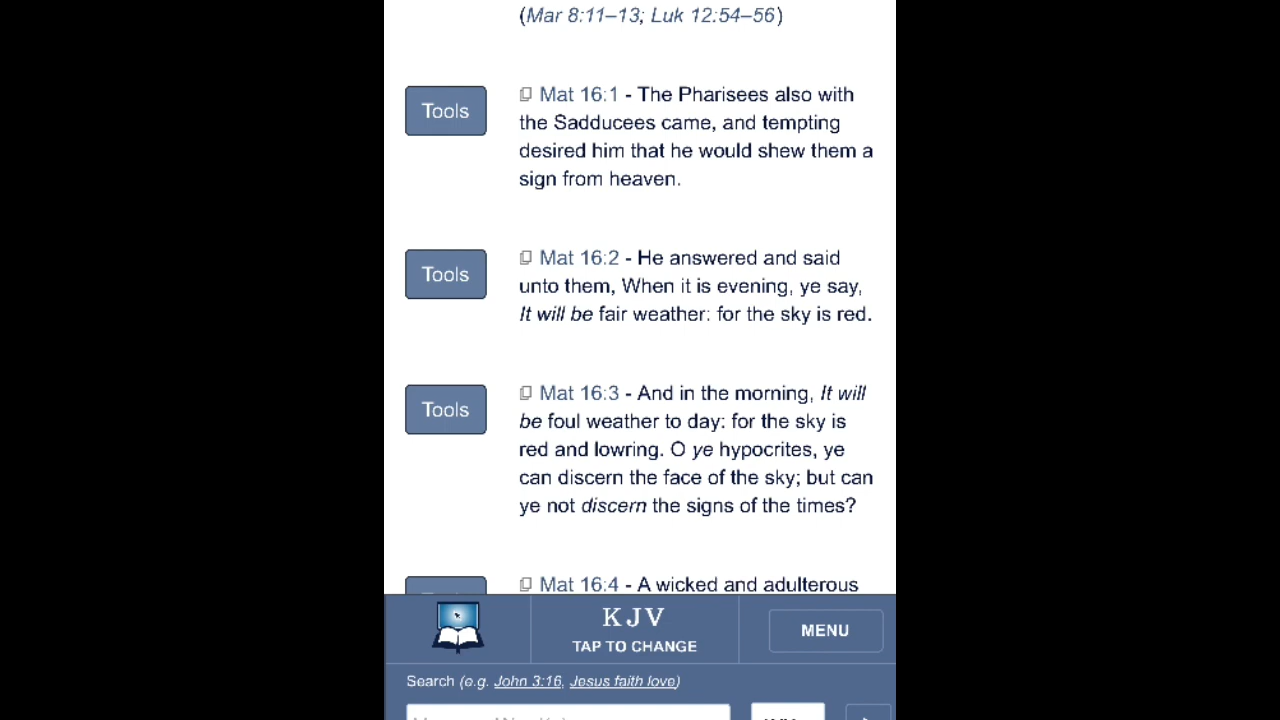 (Mar 8:11–13; Luk 12:54–56)
Tools
Mat 16:1 - The Pharisees also with
the Sadducees came, and tempting
desired him that he would shew them a
sign from heaven.
Tools
Mat 16:2 - He answered and said
unto them, When it is evening, ye say,
It will be fair weather: for the sky is red.
Tools
Mat 16:3 - And in the morning, It will
be foul weather to day: for the sky is
red and lowring. O ye hypocrites, ye
can discern the face of the sky; but can
ye not discern the signs of the times?
Mat 16:4 - A wicked and adulterous
KJV
TAP TO CHANGE
MENU
Search (e.g. John 3:16, Jesus faith love)